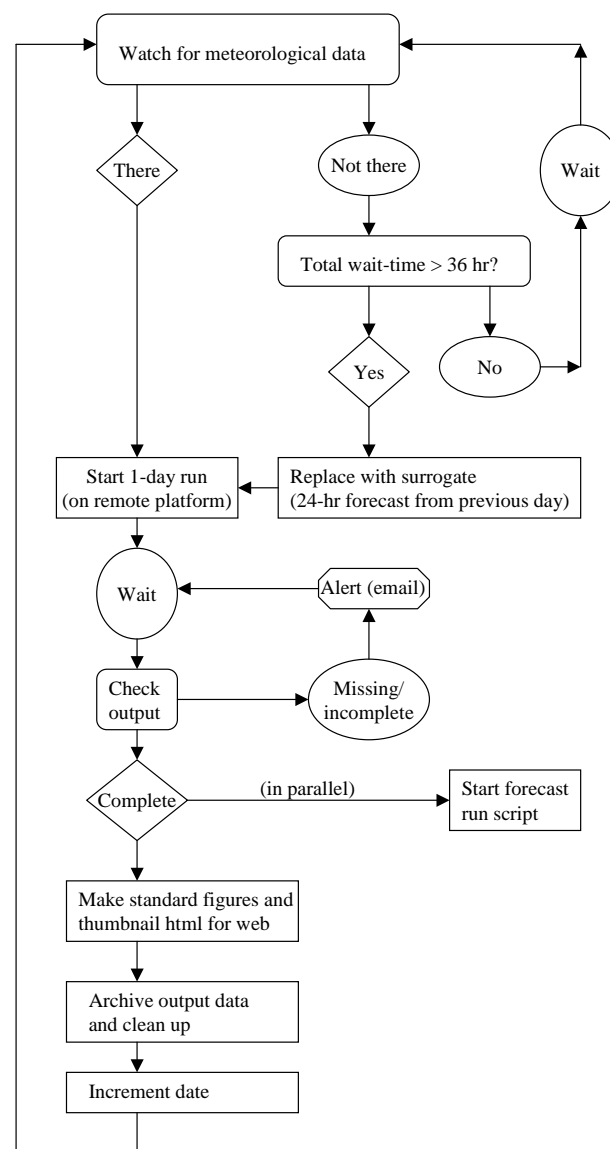 Watch for meteorological data
There
Not there
Wait
Total wait-time > 36 hr?
Yes
No
Start 1-day run
(on remote platform)
Replace with surrogate
(24-hr forecast from previous day)
Wait
Alert (email)
Check
output
Missing/
incomplete
Complete
(in parallel)
Start forecast
run script
Make standard figures and
thumbnail html for web
Archive output data
and clean up
Increment date